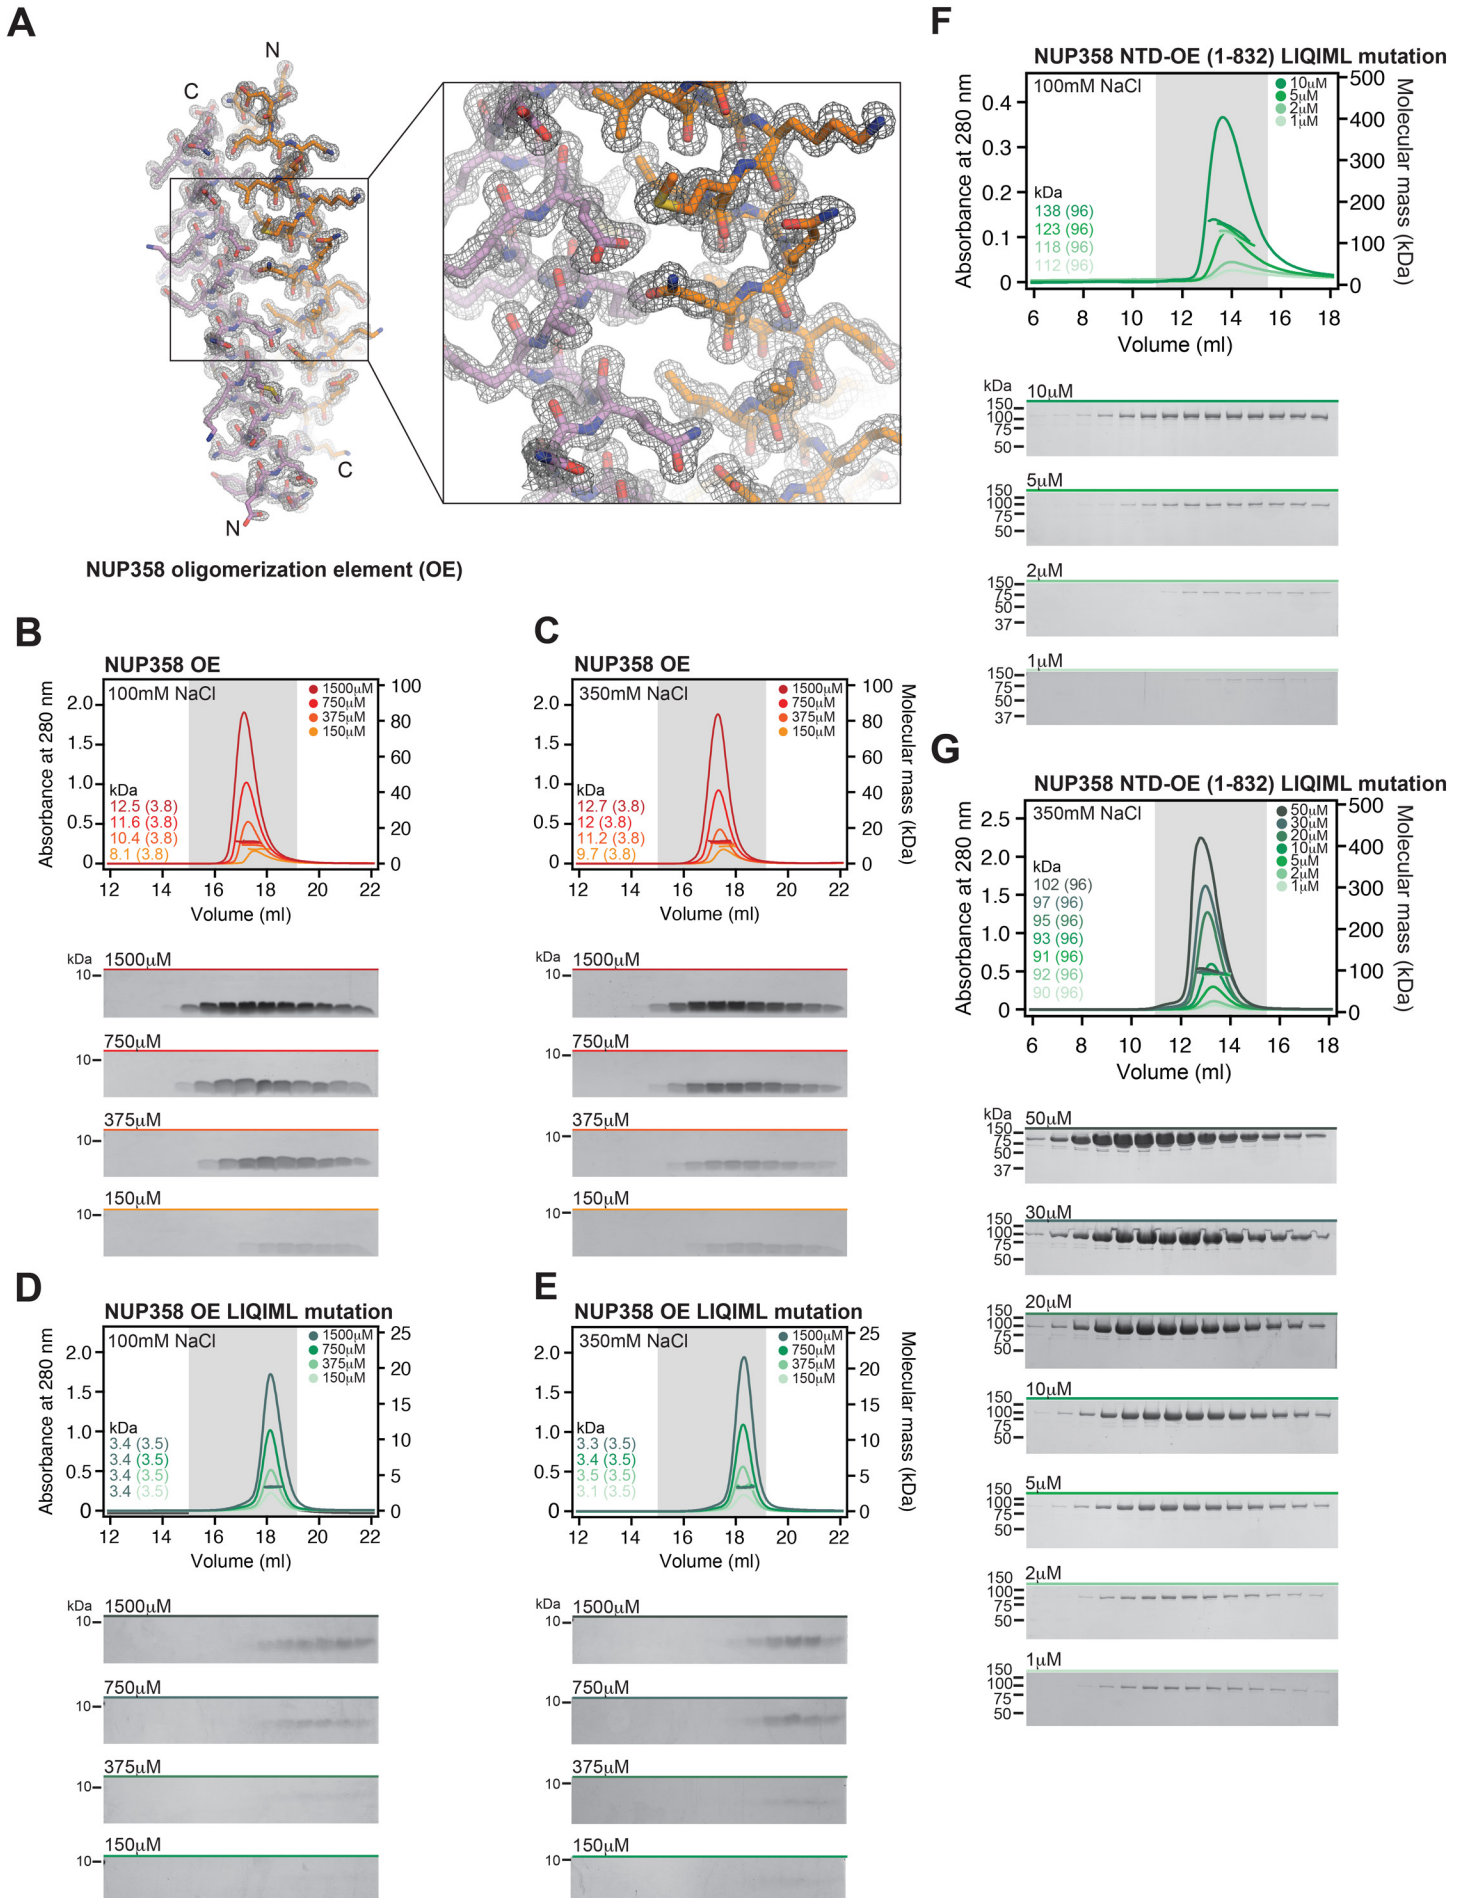 A
N
C
C
N
NUP358 oligomerization element (OE)
B
NUP358 OE
100mM NaCl
1500µM
750µM
375µM
150µM
Absorbance at 280 nm
2.0
1.5
1.0
0.5
0
100
80
60
40
20
0
kDa
12.5 (3.8)
11.6 (3.8)
10.4 (3.8)
8.1 (3.8)
12 14 16 18 20 22
Volume (ml)
kDa
1500µM
10
750µM
10
375µM
10
150µM
10
C
NUP358 OE
350mM NaCl
1500µM
750µM
375µM
150µM
2.0
1.5
1.0
0.5
0
100
80
60
40
20
0
Molecular mass (kDa)
kDa
12.7 (3.8)
12 (3.8)
11.2 (3.8)
9.7 (3.8)
12 14 16 18 20 22
Volume (ml)
kDa
1500µM
10
750µM
10
375µM
10
150µM
10
D
NUP358 OE LIQIML mutation
100mM NaCl
1500µM
750µM
375µM
150µM
Absorbance at 280 nm
2.0
1.5
1.0
0.5
0
25
20
15
10
5
0
kDa
3.4 (3.5)
3.4 (3.5)
3.4 (3.5)
3.4 (3.5)
12 14 16 18 20 22
Volume (ml)
kDa
1500µM
10
750µM
10
375µM
10
150µM
10
E
NUP358 OE LIQIML mutation
350mM NaCl
1500µM
750µM
375µM
150µM
2.0
1.5
1.0
0.5
0
25
20
15
10
5
0
Molecular mass (kDa)
kDa
3.3 (3.5)
3.4 (3.5)
3.5 (3.5)
3.1 (3.5)
12 14 16 18 20 22
Volume (ml)
kDa
1500µM
10
750µM
10
375µM
10
150µM
10
F
NUP358 NTD-OE (1-832) LIQIML mutation
100mM NaCl
10µM
5µM
2µM
1µM
Absorbance at 280 nm
0.4
0.3
0.2
0.1
0
500
400
300
200
100
0
Molecular mass (kDa)
kDa
138 (96)
123 (96)
118 (96)
112 (96)
6 8 10 12 14 16 18
Volume (ml)
kDa
10µM
150
100
75
50
5µM
150
100
75
50
2µM
150
75
50
37
1µM
150
75
50
37
G
NUP358 NTD-OE (1-832) LIQIML mutation
350mM NaCl
50µM
30µM
20µM
10µM
5µM
2µM
1µM
Absorbance at 280 nm
2.5
2.0
1.5
1.0
0.5
0
500
400
300
200
100
0
Molecular mass (kDa)
kDa
102 (96)
97 (96)
95 (96)
93 (96)
91 (96)
92 (96)
90 (96)
6 8 10 12 14 16 18
Volume (ml)
kDa
50µM
150
75
50
37
30µM
150
100
75
50
20µM
150
100
75
50
10µM
150
100
75
50
5µM
150
100
75
50
2µM
150
100
75
50
1µM
150
100
75
50